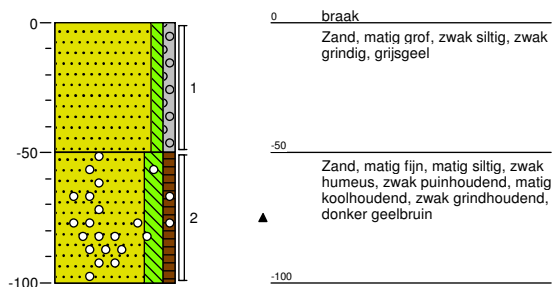 0
-50
-100
1
2
0
braak
Zand, matig grof, zwak siltig, zwak
grindig, grijsgeel
-50
Zand, matig fijn, matig siltig, zwak
humeus, zwak puinhoudend, matig
koolhoudend, zwak grindhoudend,
donker geelbruin
-100